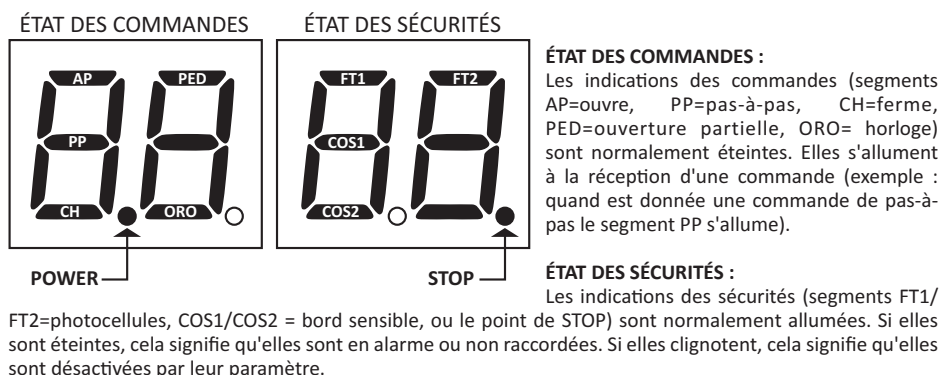 ÉTAT DES COMMANDES
ÉTAT DES SÉCURITÉS
AP PED
PP
CH ORO
POWER
FT1 FT2
COS1
COS2
STOP
ÉTAT DES COMMANDES :
Les indications des commandes (segments
AP=ouvre, PP=pas-à-pas, CH=ferme,
PED=ouverture partielle, ORO= horloge)
sont normalement éteintes. Elles s'allument
à la réception d'une commande (exemple :
quand est donnée une commande de pas-à-
pas le segment PP s'allume).
ÉTAT DES SÉCURITÉS :
Les indications des sécurités (segments FT1/
FT2=photocellules, COS1/COS2 = bord sensible, ou le point de STOP) sont normalement allumées. Si elles
sont éteintes, cela signifie qu'elles sont en alarme ou non raccordées. Si elles clignotent, cela signifie qu'elles
sont désactivées par leur paramètre.